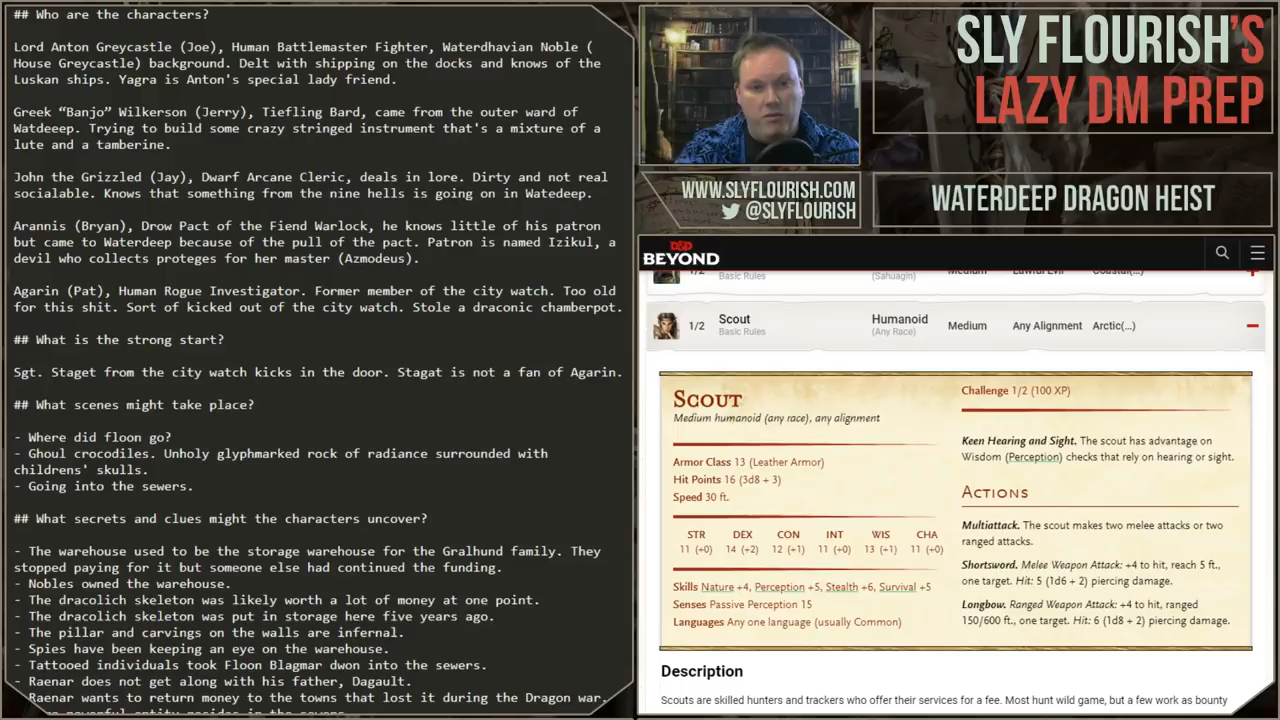 ## Who are the characters?
Lord Anton Greycastle (Joe), Human Battlemaster Fighter, Waterdhavian Noble (
House Greycastle) background. Delt with shipping on the docks and knows of the
Luskan ships. Yagra is Anton's special lady friend.
Greek “Banjo” Wilkerson (Jerry), Tiefling Bard, came from the outer ward of
Watdeeep. Trying to build some crazy stringed instrument that's a mixture of a
lute and a tamberine.
John the Grizzled (Jay), Dwarf Arcane Cleric, deals in lore. Dirty and not real
socialable. Knows that something from the nine hells is going on in Watedeep.
Arannis (Bryan), Drow Pact of the Fiend Warlock, he knows little of his patron
but came to Waterdeep because of the pull of the pact. Patron is named Izikul, a
devil who collects proteges for her master (Azmodeus).
Agarin (Pat), Human Rogue Investigator. Former member of the city watch. Too old
for this shit. Sort of kicked out of the city watch. Stole a draconic chamberpot.
## What is the strong start?
Sgt. Staget from the city watch kicks in the door. Stagat is not a fan of Agarin.
## What scenes might take place?
- Where did floon go?
- Ghoul crocodiles. Unholy glyphmarked rock of radiance surrounded with
childrens' skulls.
- Going into the sewers.
## What secrets and clues might the characters uncover?
- The warehouse used to be the storage warehouse for the Gralhund family. They
stopped paying for it but someone else had continued the funding.
- Nobles owned the warehouse.
- The dracolich skeleton was likely worth a lot of money at one point.
- The dracolich skeleton was put in storage here five years ago.
- The pillar and carvings on the walls are infernal.
- Spies have been keeping an eye on the warehouse.
- Tattooed individuals took Floon Blagmar dwon into the sewers.
- Raenar does not get along with his father, Dagault.
Raenar wants to return money to the towns that lost it during the Dragon war.
powerful entity resides in the sewers
SLY FLOURISH'S
LAZY DM PREP
WWW.SLYFLOURISH.COM
@SLYFLOURISH
WATERDEEP DRAGON HEIST
D&D
BEYOND
1/2 Basic Rules (Sahuagin) Medium Lawful Evil Coastal(...)
1/2 Scout Humanoid Medium Any Alignment Arctic(...)
Basic Rules (Any Race)
SCOUT
Medium humanoid (any race), any alignment
Armor Class 13 (Leather Armor)
Hit Points 16 (3d8 + 3)
Speed 30 ft.
STR DEX CON INT WIS CHA
11 (+0) 14 (+2) 12 (+1) 11 (+0) 13 (+1) 11 (+0)
Skills Nature +4, Perception +5, Stealth +6, Survival +5
Senses Passive Perception 15
Languages Any one language (usually Common)
Challenge 1/2 (100 XP)
Keen Hearing and Sight. The scout has advantage on
Wisdom (Perception) checks that rely on hearing or sight.
ACTIONS
Multiattack. The scout makes two melee attacks or two
ranged attacks.
Shortsword. Melee Weapon Attack: +4 to hit, reach 5 ft.,
one target. Hit: 5 (1d6 + 2) piercing damage.
Longbow. Ranged Weapon Attack: +4 to hit, ranged
150/600 ft., one target. Hit: 6 (1d8 + 2) piercing damage.
Description
Scouts are skilled hunters and trackers who offer their services for a fee. Most hunt wild game, but a few work as bounty